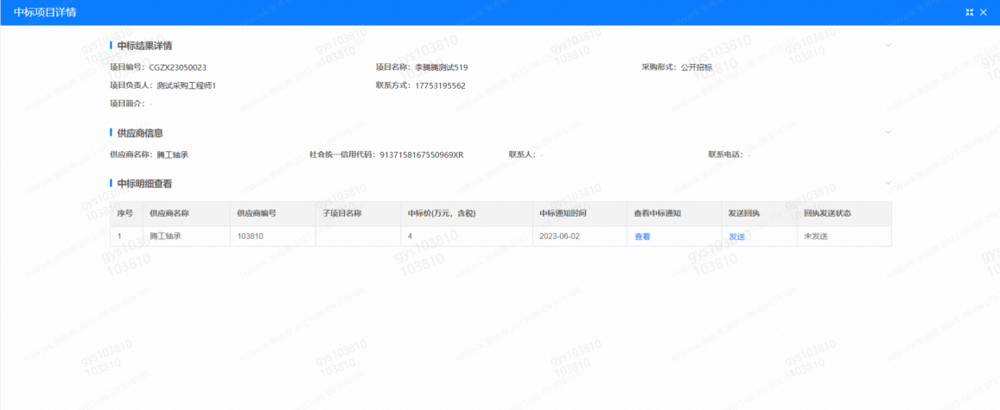 中标项目详情
中标结果详情
项目编号：CGZX23050023 项目名称：李腾腾测试519 采购形式：公开招标
项目负责人：测试采购工程师1 联系方式：17753195562
项目简介：-
供应商信息
供应商名称：腾工轴承 社会统一信用代码：9137158167550969XR 联系人：- 联系电话：-
中标明细查看
序号 供应商名称 供应商编号 子项目名称 中标价(万元，含税) 中标通知时间 查看中标通知 发送回执 回执发送状态
1 腾工轴承 103810 4 2023-06-02 查看 发送 未发送
gys103810
103810